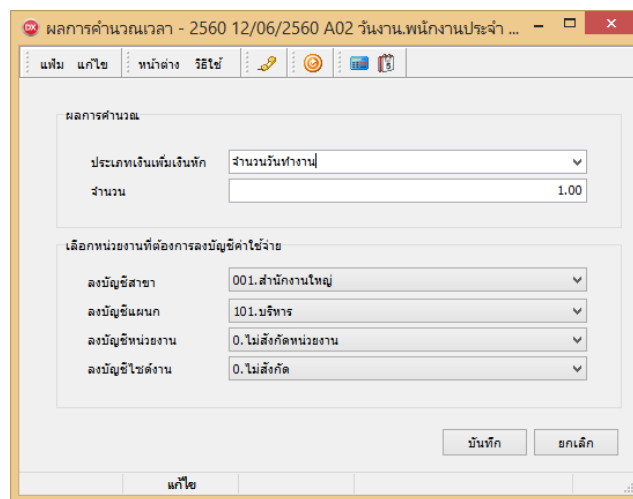 ผลการคำนวณเวลา - 2560 12/06/2560 A02 วันงาน.พนักงานประจำ ...
แฟ้ม แก้ไข หน้าต่าง วิธีใช้
ผลการคำนวณ
ประเภทเงินเพิ่มเงินหัก จำนวนวันทำงาน
จำนวน 1.00
เลือกหน่วยงานที่ต้องการลงบัญชีค่าใช้จ่าย
ลงบัญชีสาขา 001.สำนักงานใหญ่
ลงบัญชีแผนก 101.บริหาร
ลงบัญชีหน่วยงาน 0.ไม่สังกัดหน่วยงาน
ลงบัญชีไซต์งาน 0.ไม่สังกัด
บันทึก ยกเลิก
แก้ไข